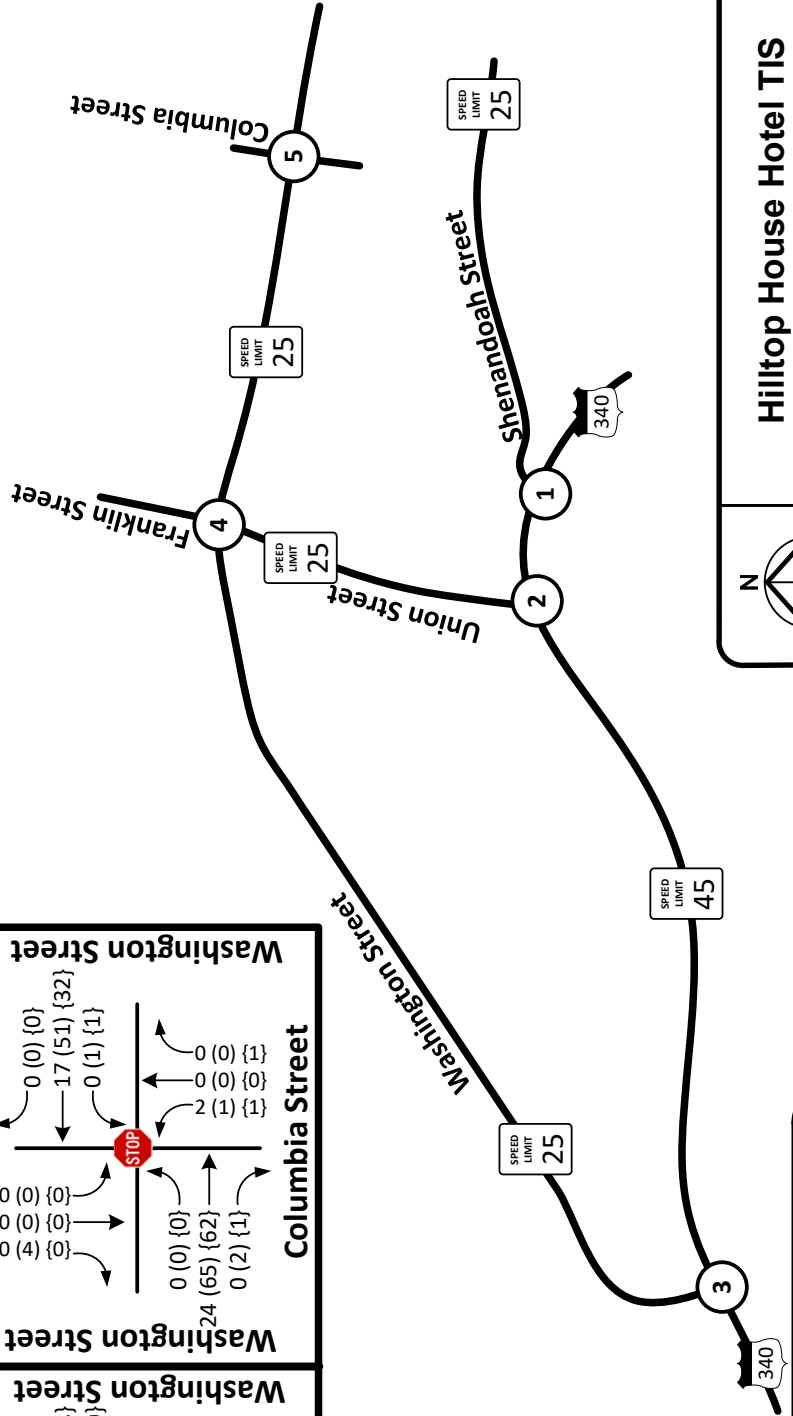 Columbia Street
5
SPEED
LIMIT
25
Franklin Street
4
SPEED
LIMIT
25
Union Street
2
Shenandoah Street
SPEED
LIMIT
25
1
340
Washington Street
SPEED
LIMIT
25
SPEED
LIMIT
45
3
340
Washington Street
0 (0) {0}
17 (51) {32}
0 (1) {1}
0 (0) {0}
0 (0) {0}
0 (4) {0}
STOP
0 (0) {1}
0 (0) {0}
2 (1) {1}
0 (0) {0}
24 (65) {62}
0 (2) {1}
Columbia Street
Washington Street
Washington Street
Hilltop House Hotel TIS
N